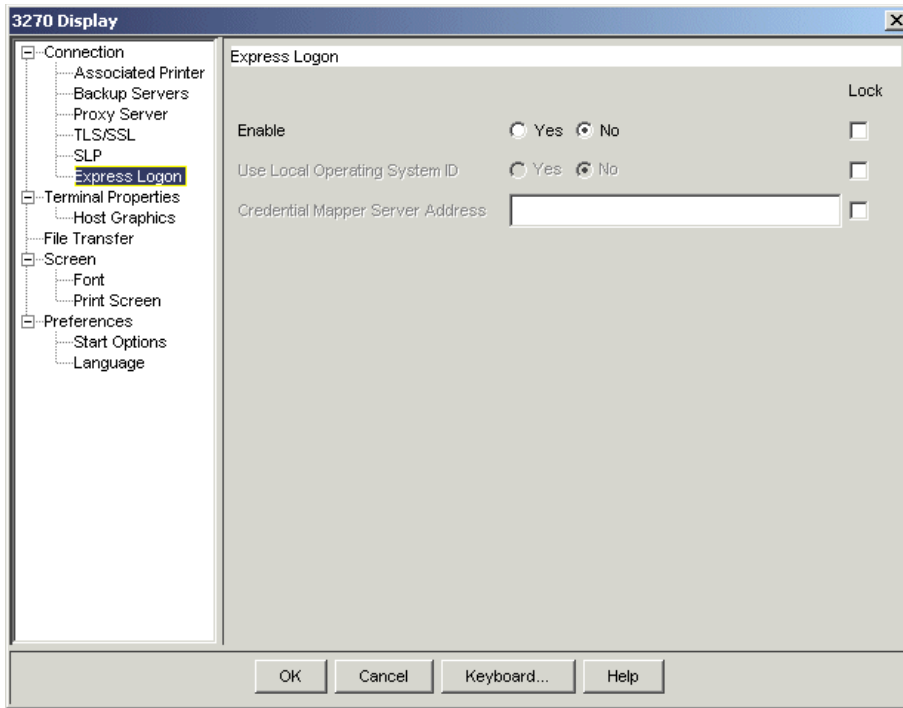 3270 Display
Connection
Associated Printer
Backup Servers
Proxy Server
TLS/SSL
SLP
Express Logon
Terminal Properties
Host Graphics
File Transfer
Screen
Font
Print Screen
Preferences
Start Options
Language
Express Logon
Lock
Enable Yes No
Use Local Operating System ID Yes No
Credential Mapper Server Address
OK Cancel Keyboard... Help